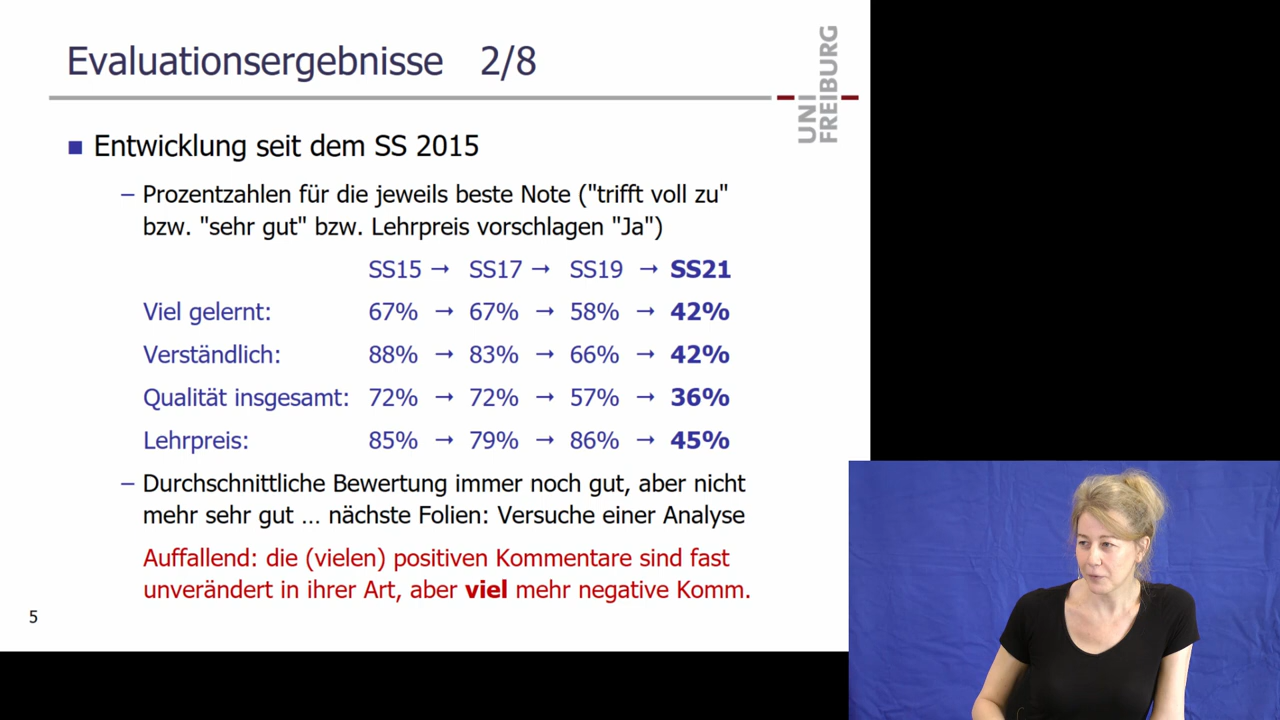 Evaluationsergebnisse 2/8
UNI
FREIBURG
■ Entwicklung seit dem SS 2015
– Prozentzahlen für die jeweils beste Note ("trifft voll zu"
bzw. "sehr gut" bzw. Lehrpreis vorschlagen "Ja")
SS15 → SS17 → SS19 → SS21
Viel gelernt: 67% → 67% → 58% → 42%
Verständlich: 88% → 83% → 66% → 42%
Qualität insgesamt: 72% → 72% → 57% → 36%
Lehrpreis: 85% → 79% → 86% → 45%
– Durchschnittliche Bewertung immer noch gut, aber nicht
mehr sehr gut … nächste Folien: Versuche einer Analyse
Auffallend: die (vielen) positiven Kommentare sind fast
unverändert in ihrer Art, aber viel mehr negative Komm.
5